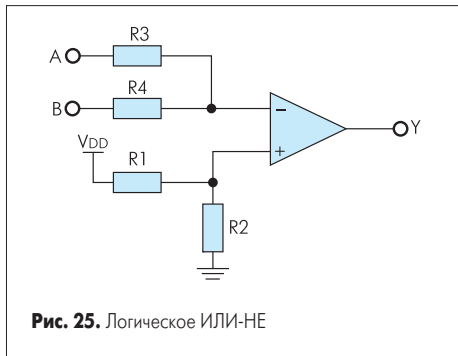 A
R3
B
R4
VDD
R1
R2
−
+
Y
Рис. 25. Логическое ИЛИ-НЕ